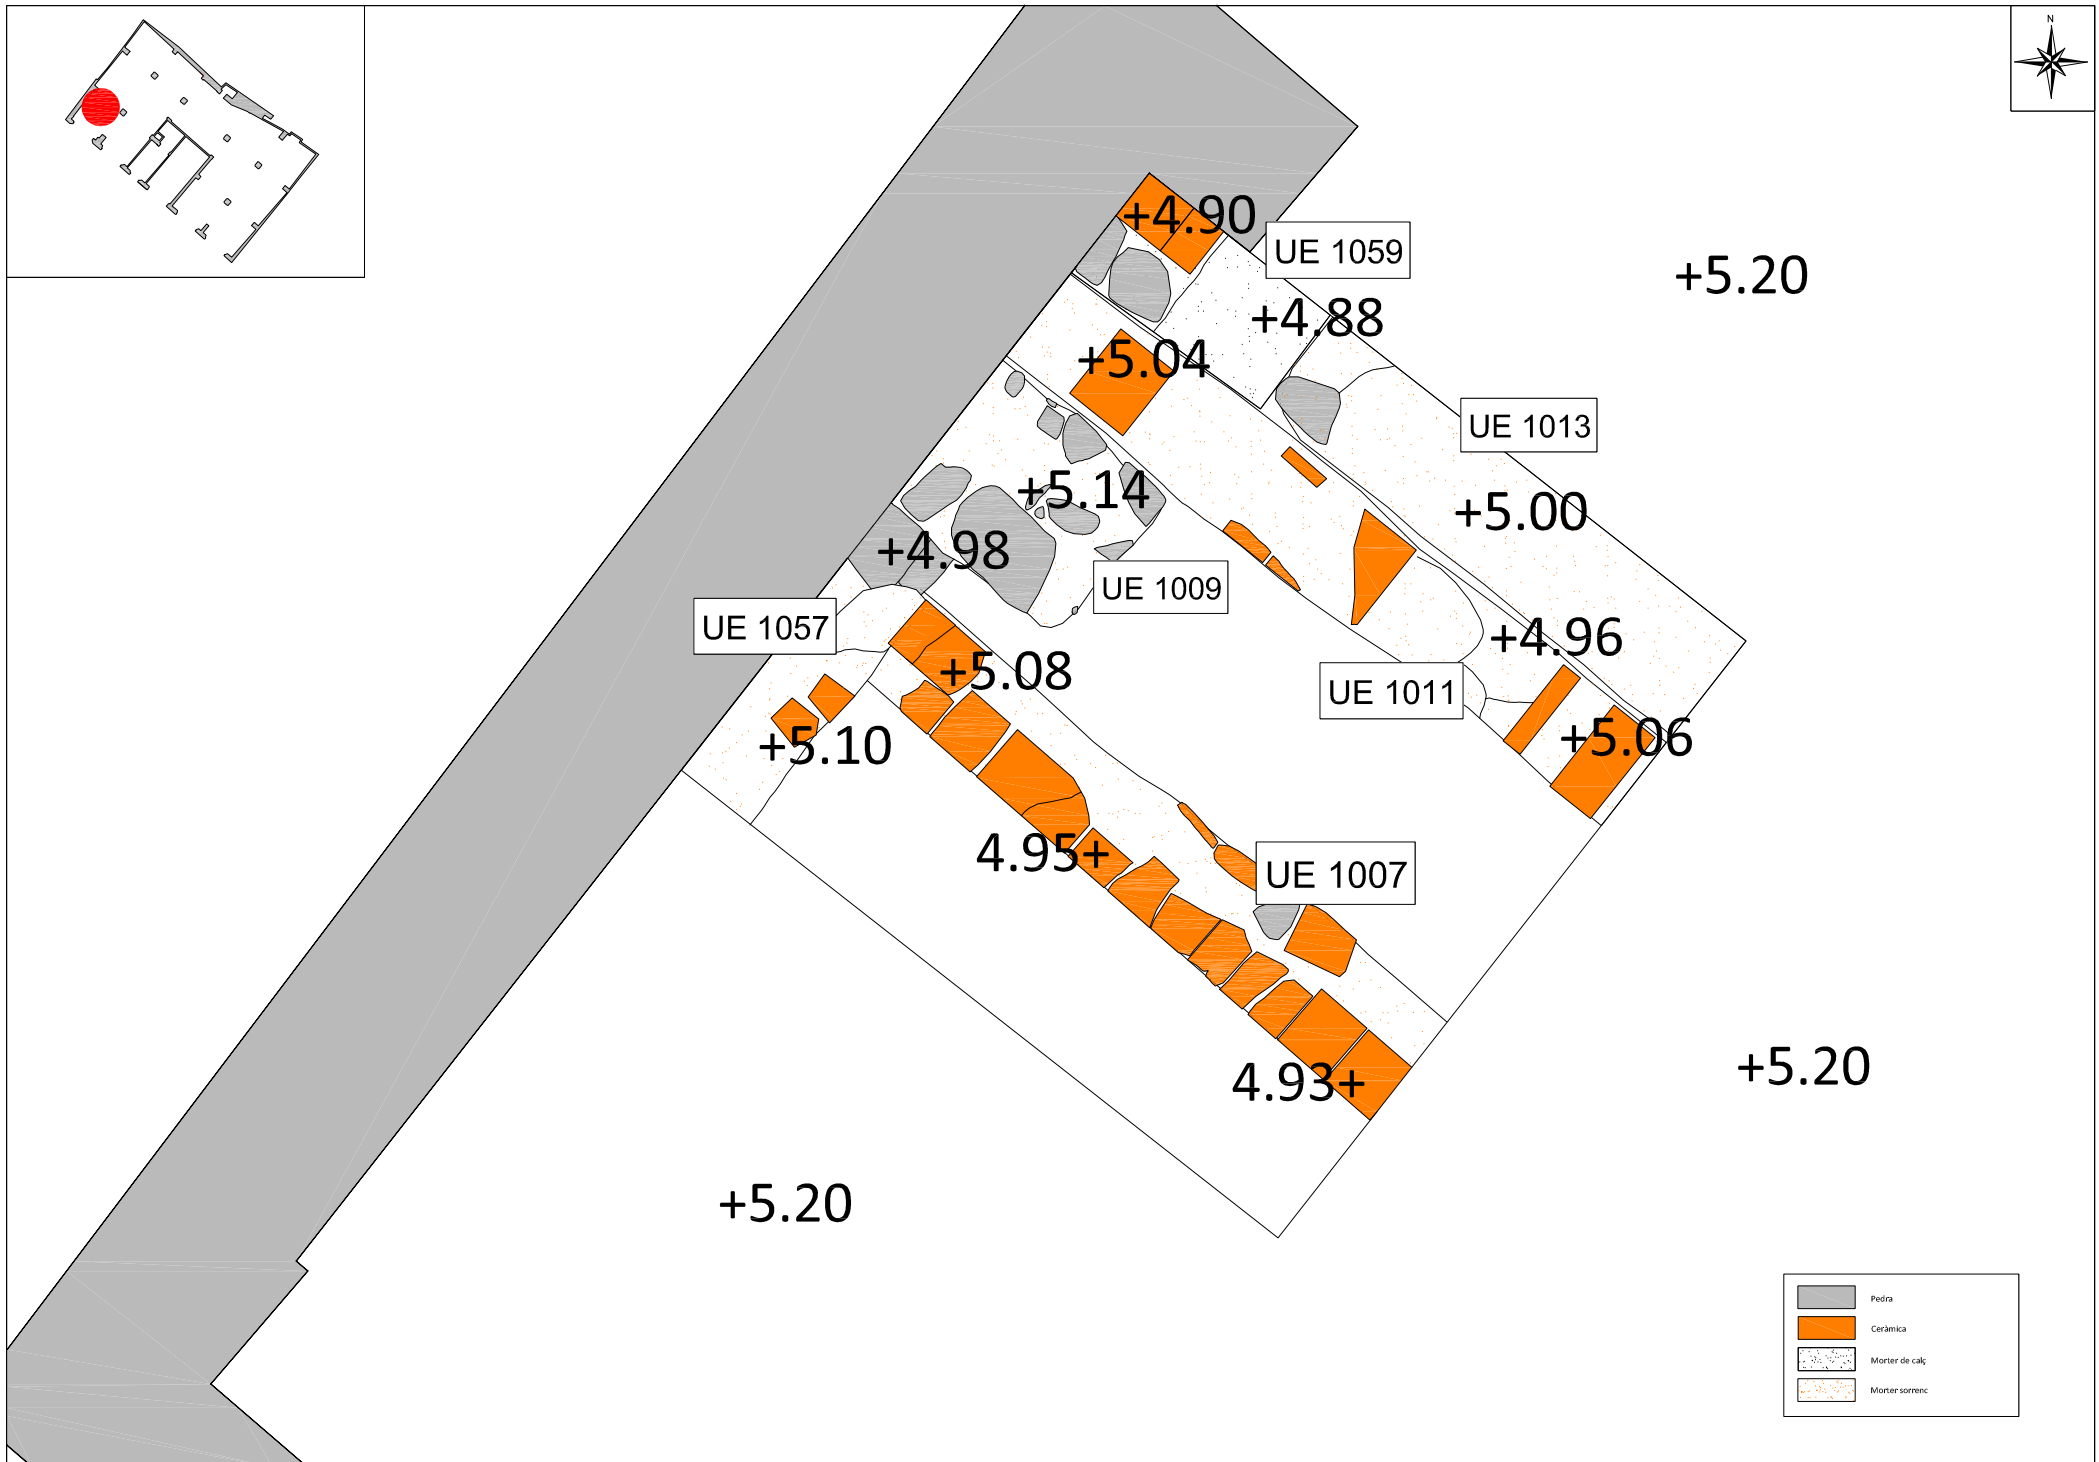 N
+4.90
UE 1059
+5.20
+4.88
+5.04
UE 1013
+5.14
+5.00
+4.98
UE 1009
UE 1057
+4.96
+5.08
UE 1011
+5.10
+5.06
4.95+
UE 1007
+5.20
4.93+
+5.20
Pedra
Ceràmica
Morter de calç
Morter sorrenc